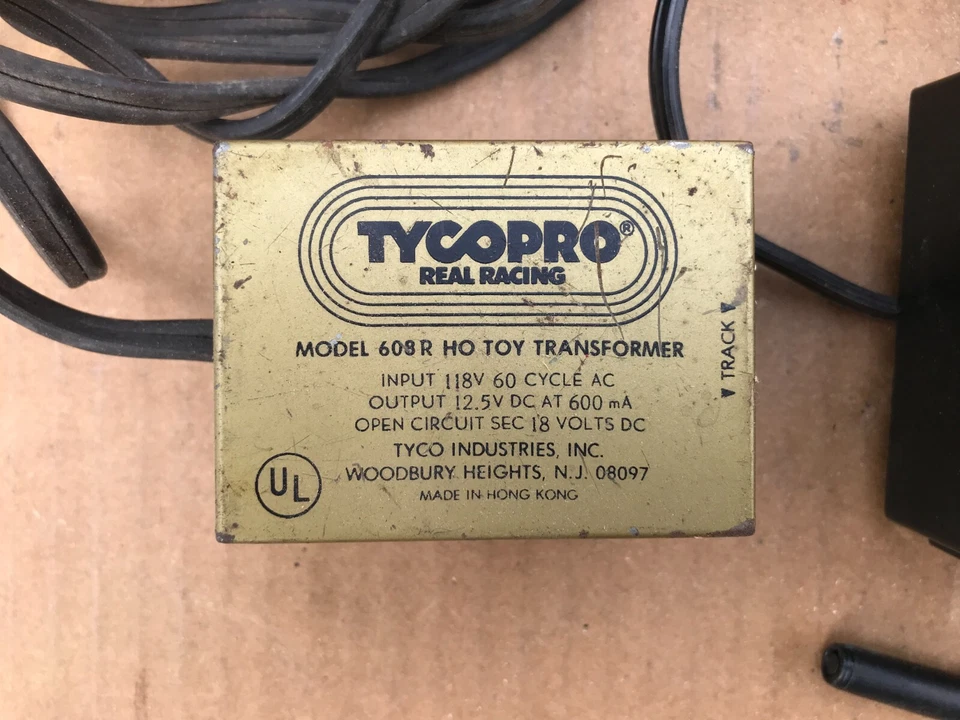 TYCOPRO®
REAL RACING
MODEL 608R HO TOY TRANSFORMER
INPUT 118V 60 CYCLE AC
OUTPUT 12.5V DC AT 600 mA
OPEN CIRCUIT SEC 18 VOLTS DC
TYCO INDUSTRIES, INC.
WOODBURY HEIGHTS, N.J. 08097
MADE IN HONG KONG
UL
▼ TRACK ▼